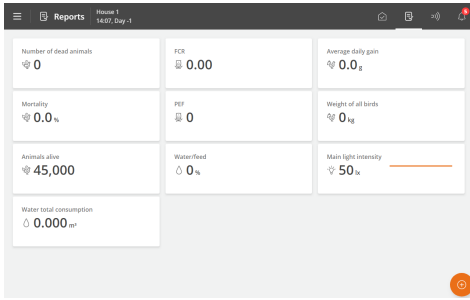 Reports
House 1
14:07, Day -1
Number of dead animals
0
FCR
0.00
Average daily gain
0.0 g
Mortality
0.0 %
PEF
0
Weight of all birds
0 kg
Animals alive
45,000
Water/feed
0 %
Main light intensity
50 lx
Water total consumption
0.000 m³